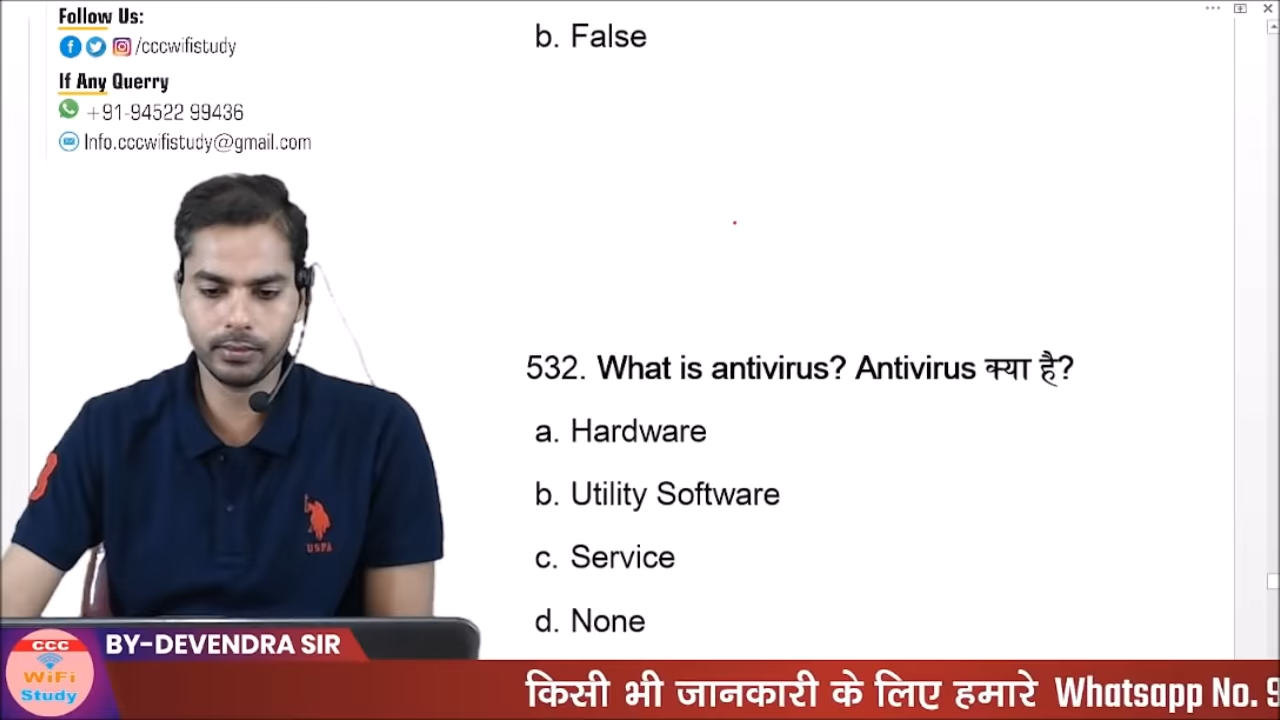 Follow Us:
/cccwifistudy
If Any Querry
+91-94522 99436
Info.cccwifistudy@gmail.com
b. False
532. What is antivirus? Antivirus क्या है?
a. Hardware
b. Utility Software
c. Service
d. None
USPA
CCC
WiFi
Study
BY-DEVENDRA SIR
किसी भी जानकारी के लिए हमारे Whatsapp No. 9